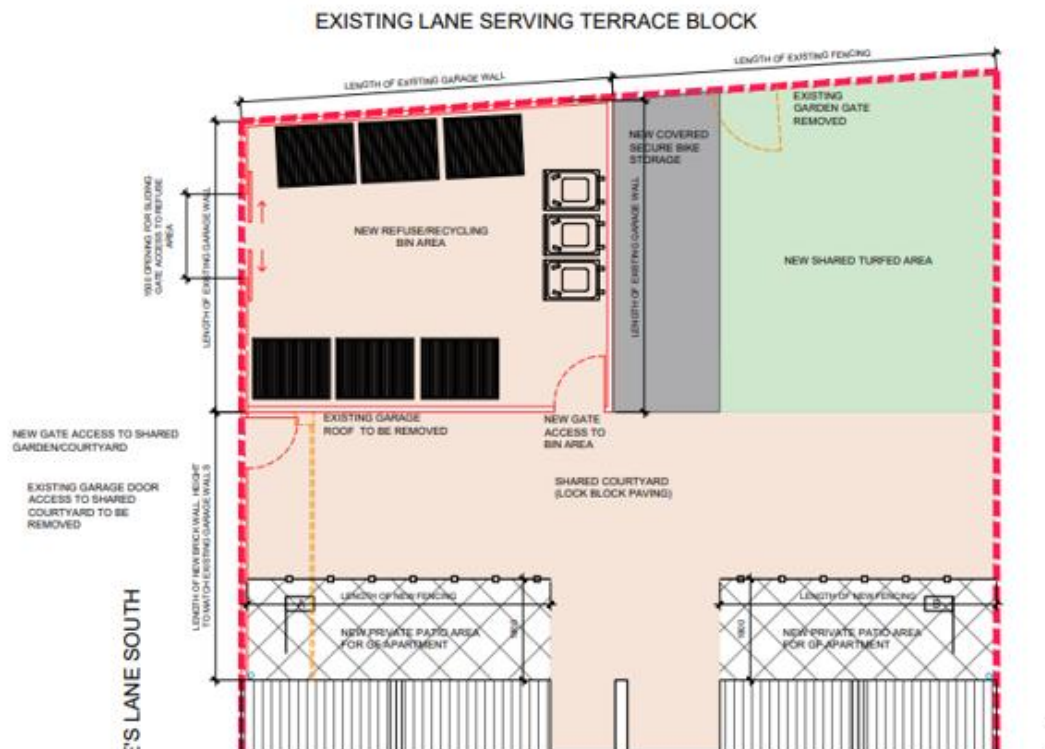 EXISTING LANE SERVING TERRACE BLOCK
LENGTH OF EXISTING GARAGE WALL
LENGTH OF EXISTING FENCING
EXISTING
GARDEN GATE
REMOVED
NEW COVERED
SECURE BIKE
STORAGE
1500 OPENING FOR SLIDING
GATE ACCESS TO REFUSE
AREA
LENGTH OF EXISTING GARAGE WALL
NEW REFUSE/RECYCLING
BIN AREA
LENGTH OF EXISTING GARAGE WALL
NEW SHARED TURFED AREA
EXISTING GARAGE
ROOF TO BE REMOVED
NEW GATE
ACCESS TO
BIN AREA
NEW GATE ACCESS TO SHARED
GARDEN/COURTYARD
EXISTING GARAGE DOOR
ACCESS TO SHARED
COURTYARD TO BE
REMOVED
SHARED COURTYARD
(LOCK BLOCK PAVING)
LENGTH OF NEW BRICK WALL HEIGHT
TO MATCH EXISTING GARAGE WALLS
LENGTH OF NEW FENCING
LENGTH OF NEW FENCING
NEW PRIVATE PATIO AREA
FOR GF APARTMENT
NEW PRIVATE PATIO AREA
FOR GF APARTMENT
'S LANE SOUTH